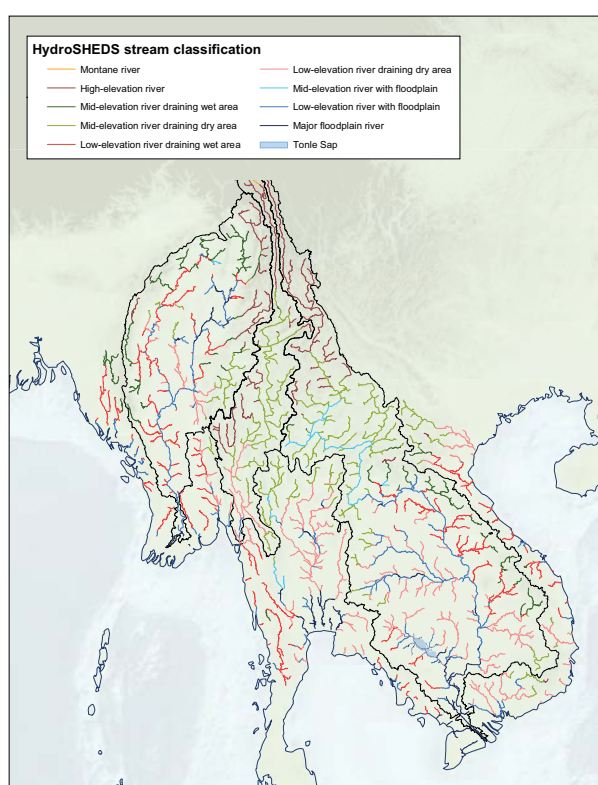 HydroSHEDS stream classification
Montane river
High-elevation river
Mid-elevation river draining wet area
Mid-elevation river draining dry area
Low-elevation river draining wet area
Low-elevation river draining dry area
Mid-elevation river with floodplain
Low-elevation river with floodplain
Major floodplain river
Tonle Sap